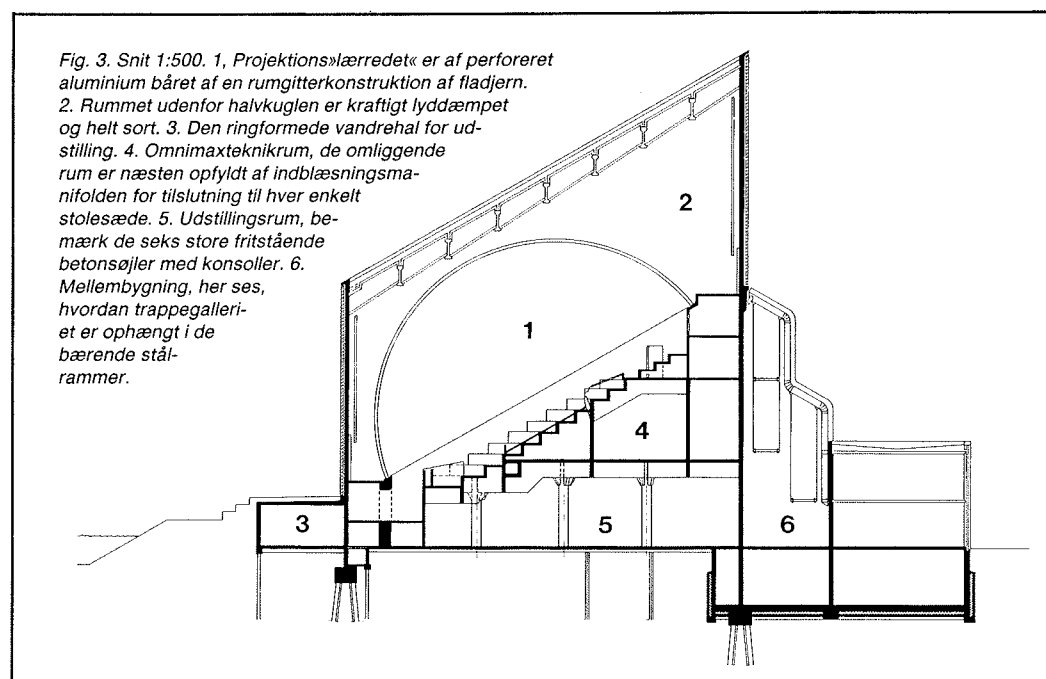 Fig. 3. Snit 1:500. 1, Projektions»lærredet« er af perforeret
aluminium båret af en rumgitterkonstruktion af fladjern.
2. Rummet udenfor halvkuglen er kraftigt lyddæmpet
og helt sort. 3. Den ringformede vandrehal for ud-
stilling. 4. Omnimaxteknikrum, de omliggende
rum er næsten opfyldt af indblæsningsma-
nifolden for tilslutning til hver enkelt
stolesæde. 5. Udstillingsrum, be-
mærk de seks store fritstående
betonsøjler med konsoller. 6.
Mellembygning, her ses,
hvordan trappegalleri-
et er ophængt i de
bærende stål-
rammer.
2
1
4
3
5
6